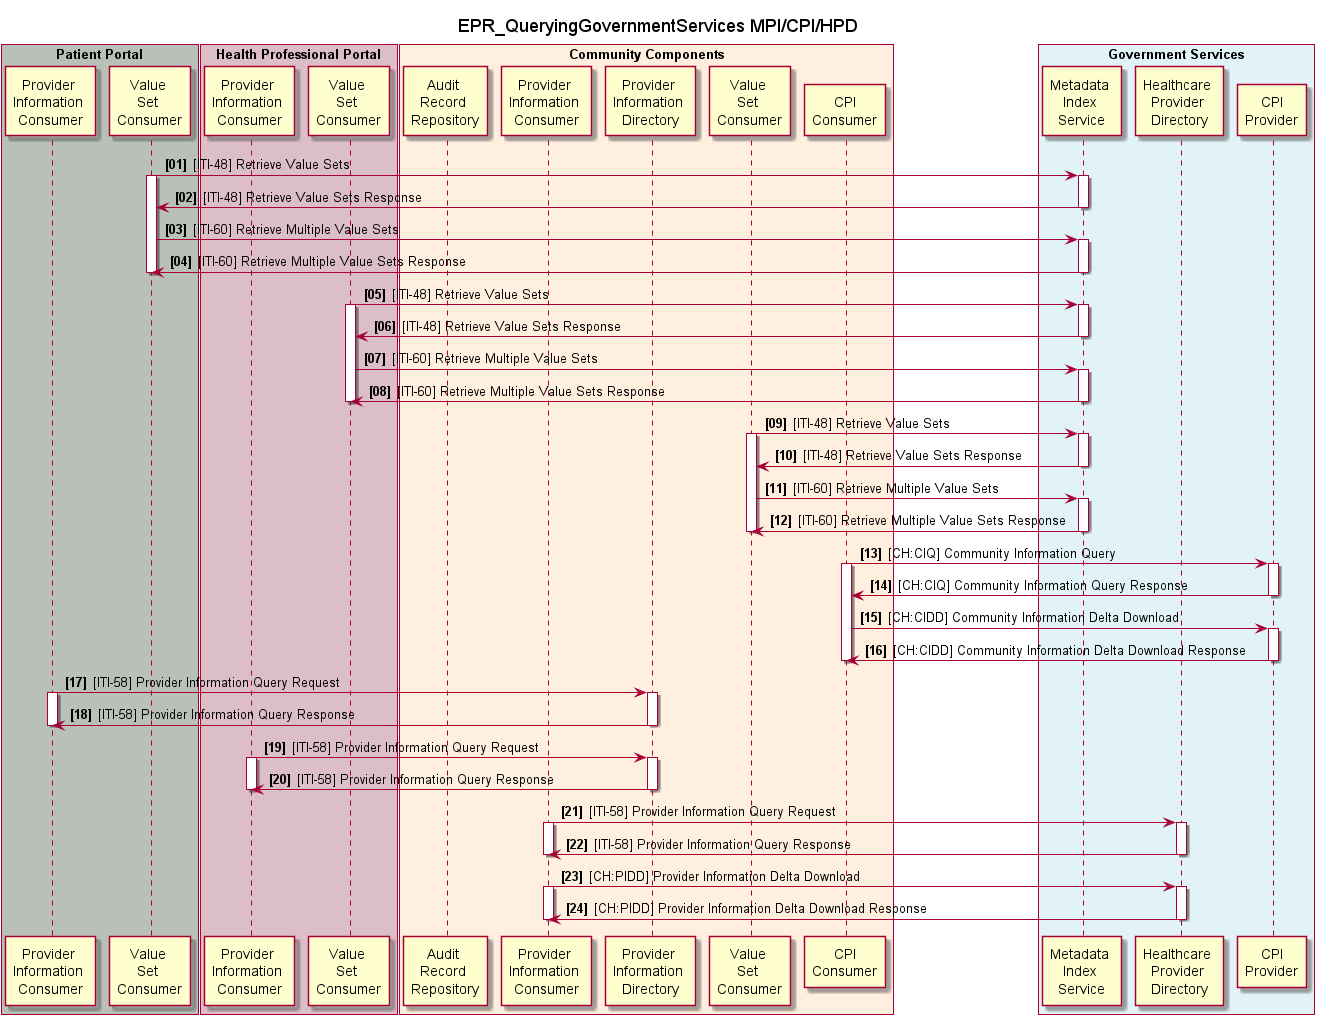 EPR_QueryingGovernmentServices MPI/CPI/HPD
Patient Portal
Health Professional Portal
Community Components
Government Services
Provider
Information
Consumer
Value
Set
Consumer
Provider
Information
Consumer
Value
Set
Consumer
Audit
Record
Repository
Provider
Information
Consumer
Provider
Information
Directory
Value
Set
Consumer
CPI
Consumer
Metadata
Index
Service
Healthcare
Provider
Directory
CPI
Provider
[01] [ITI-48] Retrieve Value Sets
[02] [ITI-48] Retrieve Value Sets Response
[03] [ITI-60] Retrieve Multiple Value Sets
[04] [ITI-60] Retrieve Multiple Value Sets Response
[05] [ITI-48] Retrieve Value Sets
[06] [ITI-48] Retrieve Value Sets Response
[07] [ITI-60] Retrieve Multiple Value Sets
[08] [ITI-60] Retrieve Multiple Value Sets Response
[09] [ITI-48] Retrieve Value Sets
[10] [ITI-48] Retrieve Value Sets Response
[11] [ITI-60] Retrieve Multiple Value Sets
[12] [ITI-60] Retrieve Multiple Value Sets Response
[13] [CH:CIQ] Community Information Query
[14] [CH:CIQ] Community Information Query Response
[15] [CH:CIDD] Community Information Delta Download
[16] [CH:CIDD] Community Information Delta Download Response
[17] [ITI-58] Provider Information Query Request
[18] [ITI-58] Provider Information Query Response
[19] [ITI-58] Provider Information Query Request
[20] [ITI-58] Provider Information Query Response
[21] [ITI-58] Provider Information Query Request
[22] [ITI-58] Provider Information Query Response
[23] [CH:PIDD] Provider Information Delta Download
[24] [CH:PIDD] Provider Information Delta Download Response
Provider
Information
Consumer
Value
Set
Consumer
Provider
Information
Consumer
Value
Set
Consumer
Audit
Record
Repository
Provider
Information
Consumer
Provider
Information
Directory
Value
Set
Consumer
CPI
Consumer
Metadata
Index
Service
Healthcare
Provider
Directory
CPI
Provider